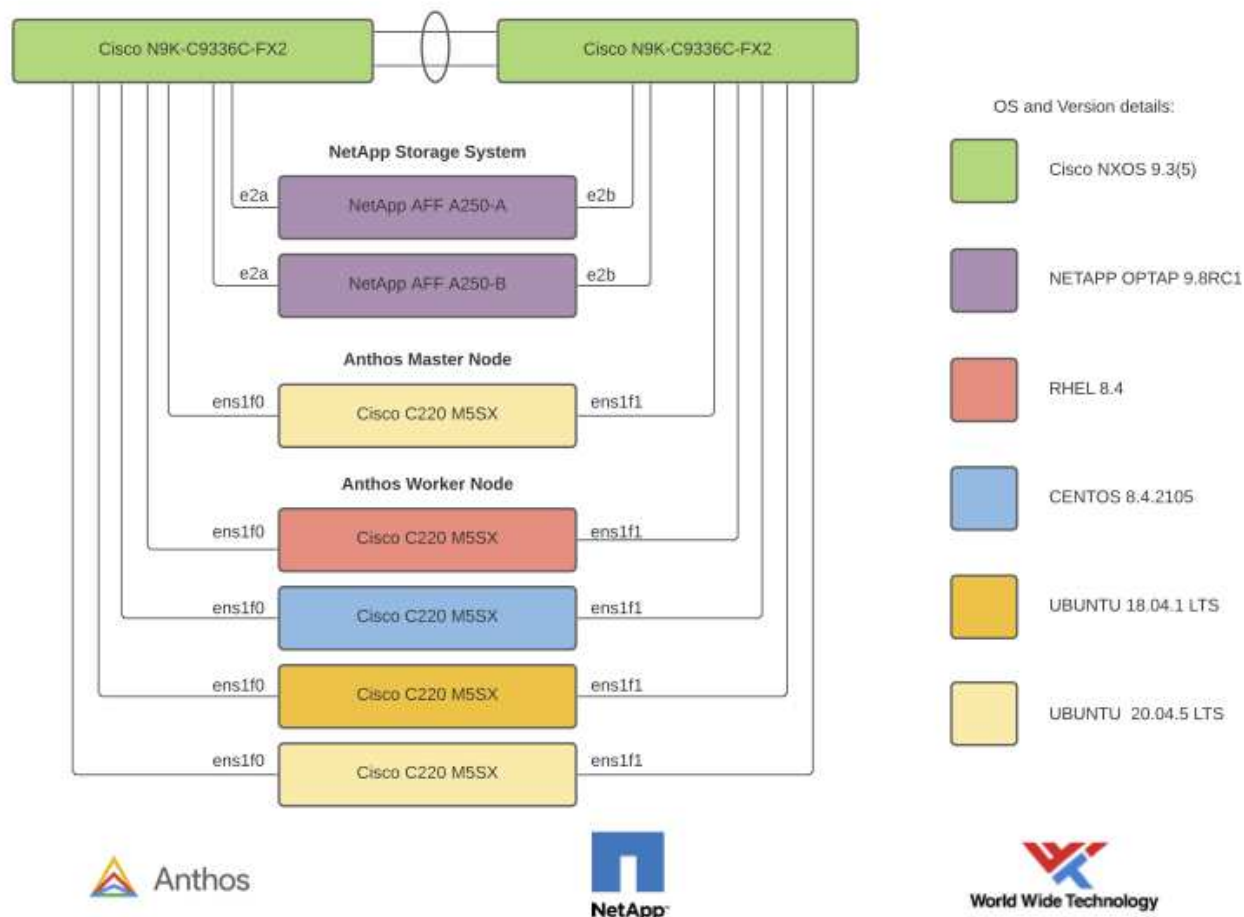 Cisco N9K-C9336C-FX2
Cisco N9K-C9336C-FX2
OS and Version details:
Cisco NXOS 9.3(5)
NetApp Storage System
e2a
NetApp AFF A250-A
e2b
e2a
NetApp AFF A250-B
e2b
NETAPP OPTAP 9.8RC1
Anthos Master Node
ens1f0
Cisco C220 M5SX
ens1f1
RHEL 8.4
Anthos Worker Node
ens1f0
Cisco C220 M5SX
ens1f1
CENTOS 8.4.2105
ens1f0
Cisco C220 M5SX
ens1f1
UBUNTU 18.04.1 LTS
ens1f0
Cisco C220 M5SX
ens1f1
UBUNTU 20.04.5 LTS
ens1f0
Cisco C220 M5SX
ens1f1
Anthos
NetApp™
World Wide Technology